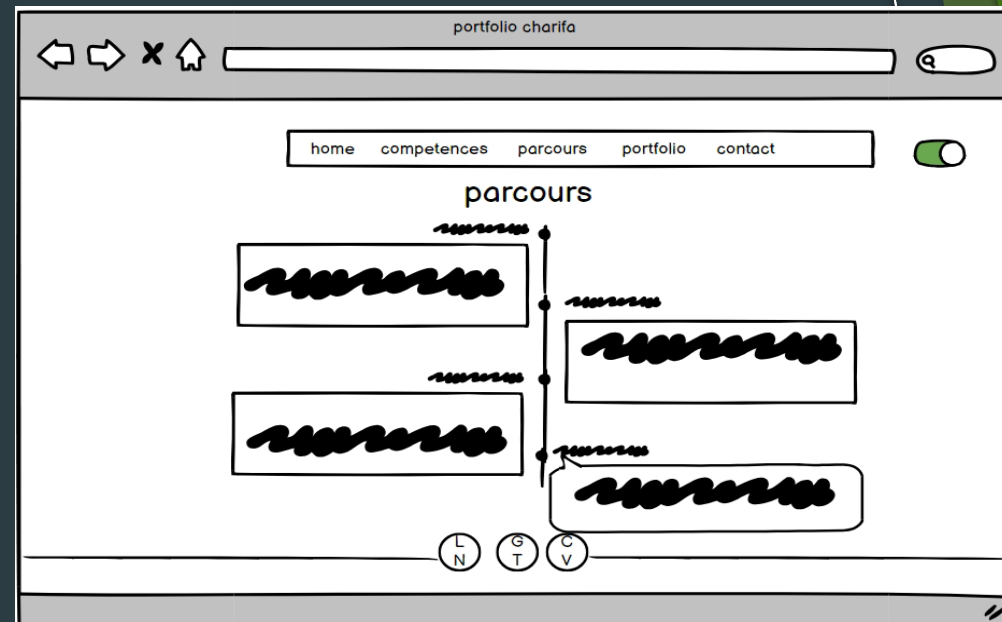 portfolio charifa
home competences parcours portfolio contact
parcours
L G C
N T V